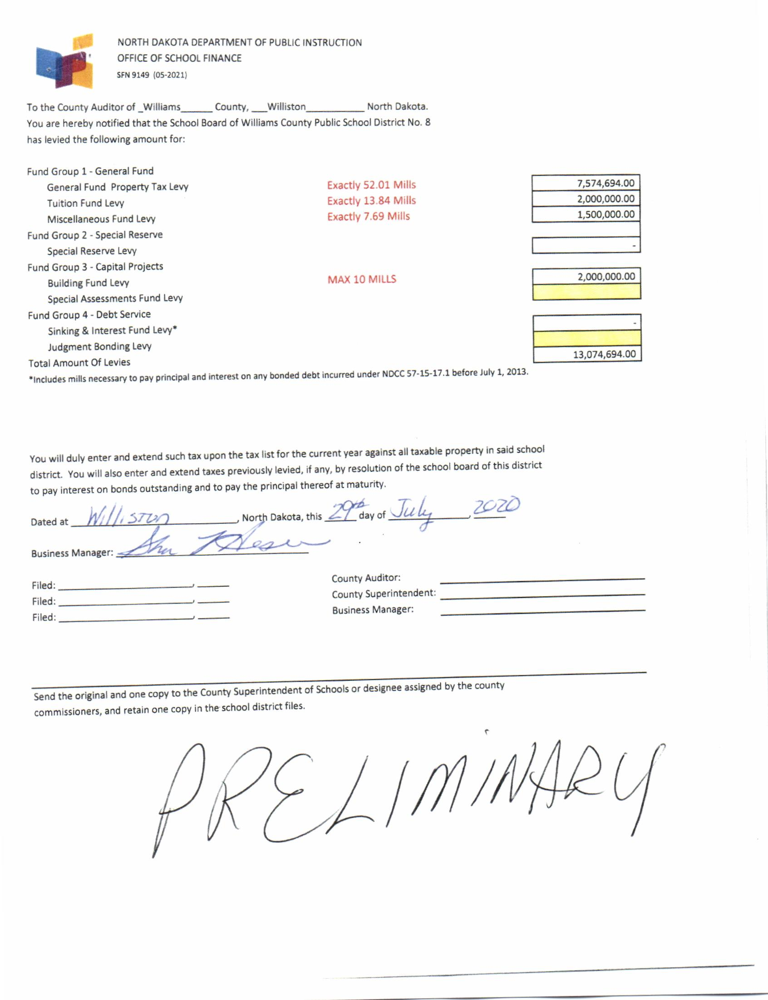 NORTH DAKOTA DEPARTMENT OF PUBLIC INSTRUCTION
OFFICE OF SCHOOL FINANCE
SFN 9149 (05-2021)
To the County Auditor of _Williams______ County, ___Williston___________ North Dakota.
You are hereby notified that the School Board of Williams County Public School District No. 8
has levied the following amount for:
Fund Group 1 - General Fund
General Fund Property Tax Levy Exactly 52.01 Mills 7,574,694.00
Tuition Fund Levy Exactly 13.84 Mills 2,000,000.00
Miscellaneous Fund Levy Exactly 7.69 Mills 1,500,000.00
Fund Group 2 - Special Reserve
Special Reserve Levy -
Fund Group 3 - Capital Projects
Building Fund Levy MAX 10 MILLS 2,000,000.00
Special Assessments Fund Levy
Fund Group 4 - Debt Service
Sinking & Interest Fund Levy* -
Judgment Bonding Levy
Total Amount Of Levies 13,074,694.00
*Includes mills necessary to pay principal and interest on any bonded debt incurred under NDCC 57-15-17.1 before July 1, 2013.
You will duly enter and extend such tax upon the tax list for the current year against all taxable property in said school
district. You will also enter and extend taxes previously levied, if any, by resolution of the school board of this district
to pay interest on bonds outstanding and to pay the principal thereof at maturity.
Dated at Williston, North Dakota, this 29th day of July, 2020
Business Manager:
Filed: ____, ____ County Auditor:
Filed: ____, ____ County Superintendent:
Filed: ____, ____ Business Manager:
Send the original and one copy to the County Superintendent of Schools or designee assigned by the county
commissioners, and retain one copy in the school district files.
PRELIMINARY